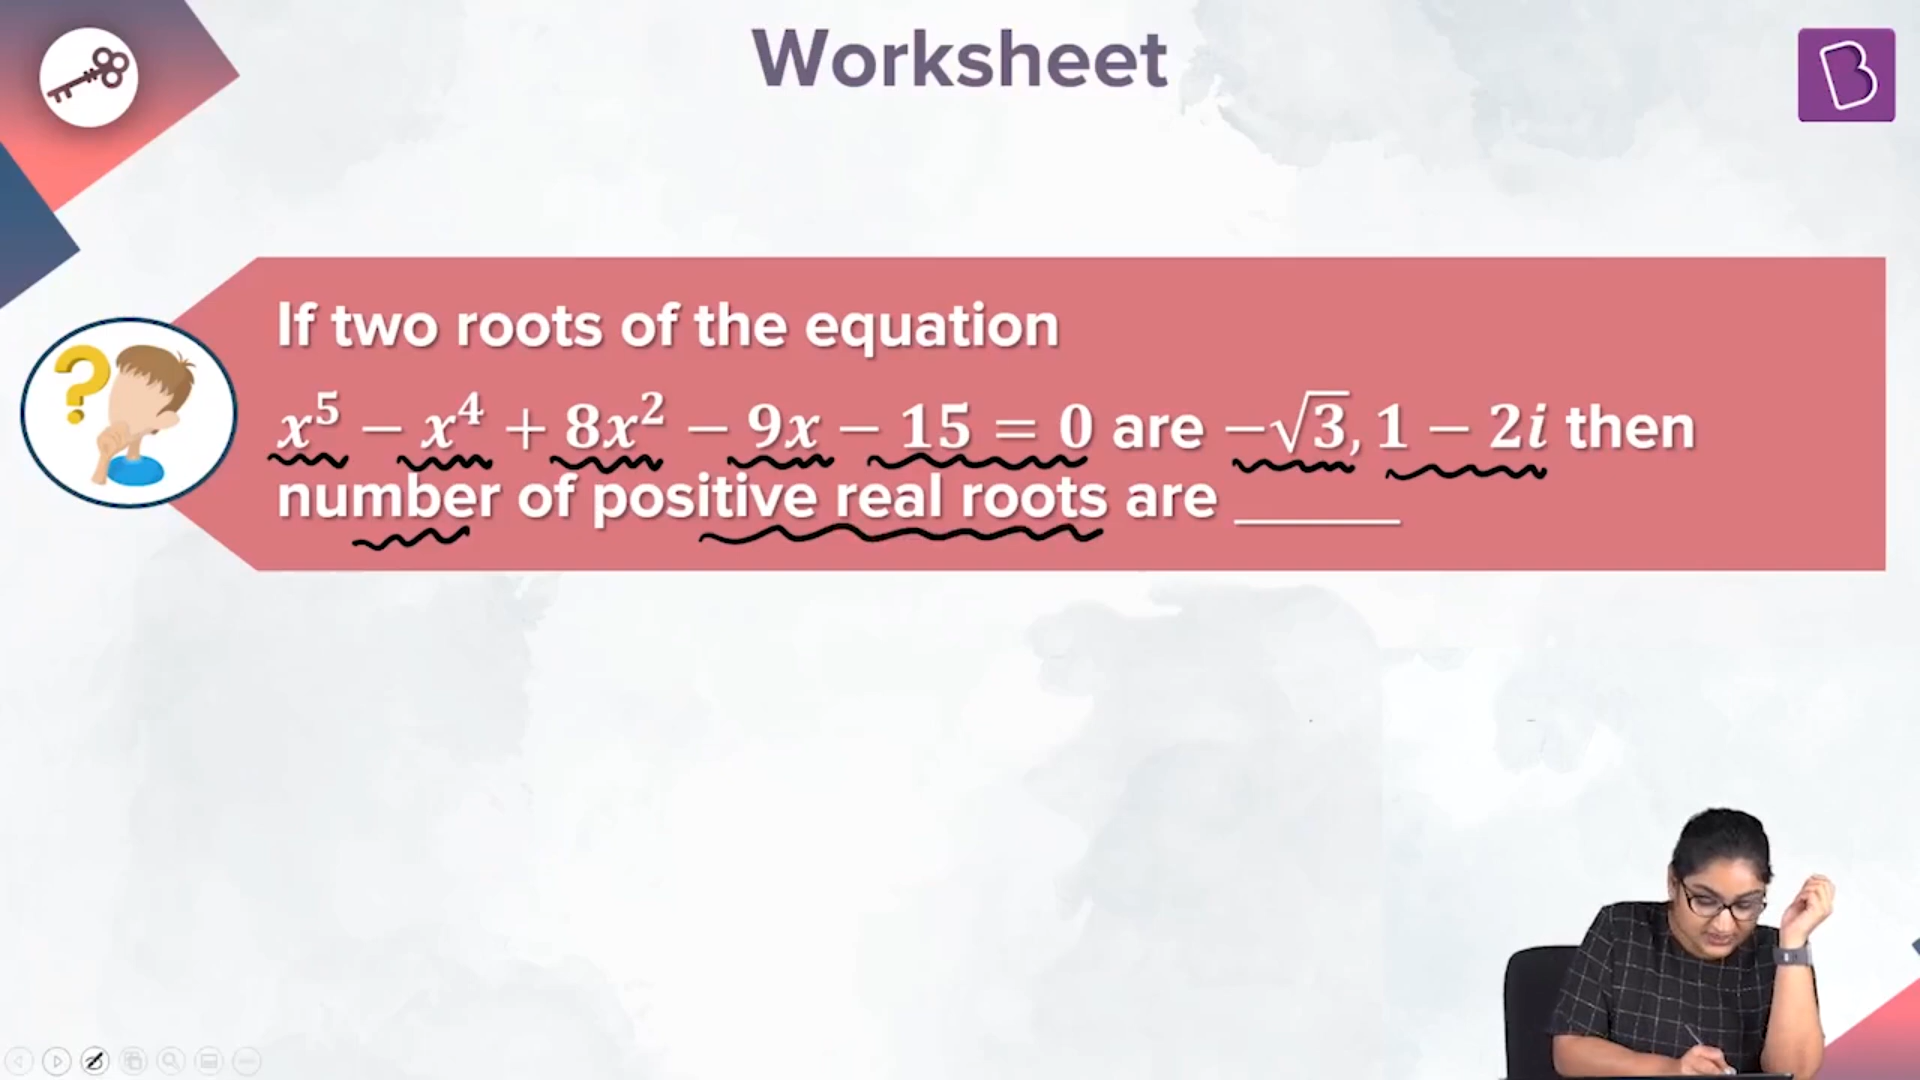 Worksheet
B
If two roots of the equation
x⁵ − x⁴ + 8x² − 9x − 15 = 0 are −√3, 1 − 2i then
number of positive real roots are ______
?